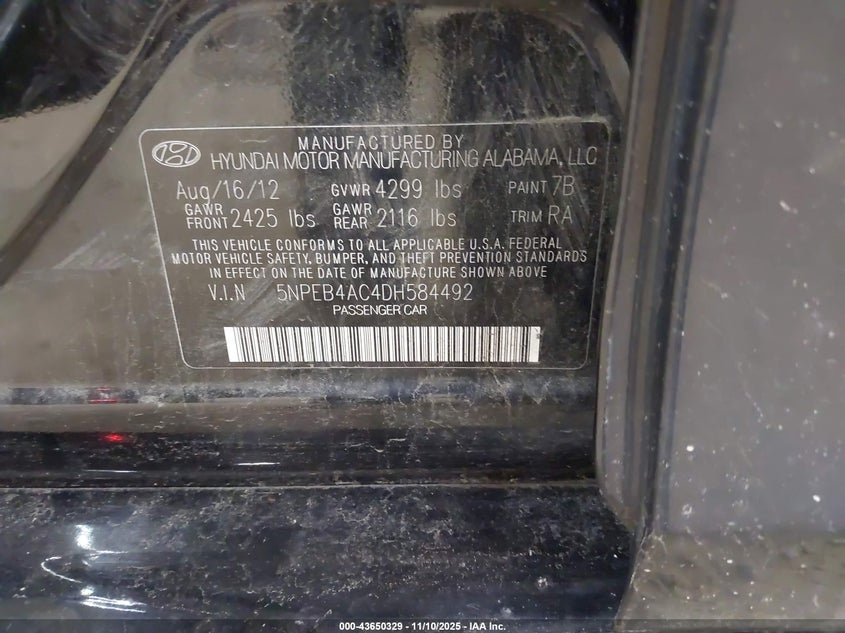 MANUFACTURED BY
HYUNDAI MOTOR MANUFACTURING ALABAMA, LLC
Aug/16/12 GVWR 4299 lbs PAINT 7B
GAWR FRONT 2425 lbs GAWR REAR 2116 lbs TRIM RA
THIS VEHICLE CONFORMS TO ALL APPLICABLE U.S.A. FEDERAL
MOTOR VEHICLE SAFETY, BUMPER, AND THEFT PREVENTION STANDARDS
IN EFFECT ON THE DATE OF MANUFACTURE SHOWN ABOVE
V.I.N 5NPEB4AC4DH584492
PASSENGER CAR
000-43650329 - 11/10/2025 - IAA Inc.